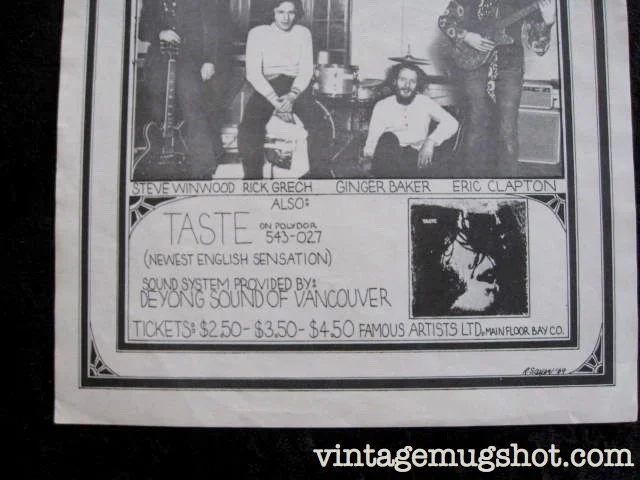 STEVE WINWOOD RICK GRECH GINGER BAKER ERIC CLAPTON
ALSO:
TASTE ON POLYDOR 543-027
(NEWEST ENGLISH SENSATION)
TASTE
SOUND SYSTEM PROVIDED BY:
DEYONG SOUND OF VANCOUVER
TICKETS: $2.50 - $3.50 - $4.50 FAMOUS ARTISTS LTD. MAIN FLOOR BAY CO.
vintagemugshot.com